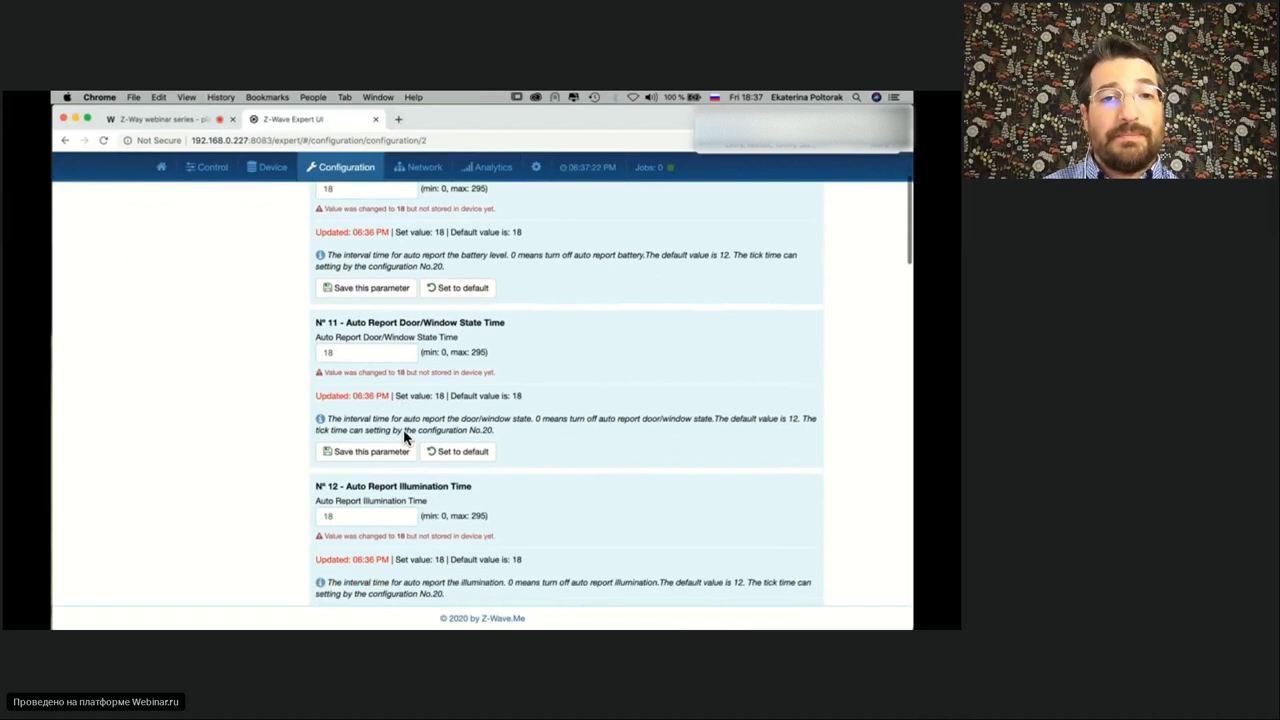 Chrome File Edit View History Bookmarks People Tab Window Help 100 % Fri 18:37 Ekaterina Poltorak
Z-Way webinar series - pl
Z-Wave Expert UI
Not Secure 192.168.0.227:8083/expert/#/configuration/configuration/2
Control Device Configuration Network Analytics 06:37:22 PM Jobs: 0
18 (min: 0, max: 295)
Value was changed to 18 but not stored in device yet.
Updated: 06:36 PM | Set value: 18 | Default value is: 18
The interval time for auto report the battery level. 0 means turn off auto report battery.The default value is 12. The tick time can
setting by the configuration No.20.
Save this parameter Set to default
N° 11 - Auto Report Door/Window State Time
Auto Report Door/Window State Time
18 (min: 0, max: 295)
Value was changed to 18 but not stored in device yet.
Updated: 06:36 PM | Set value: 18 | Default value is: 18
The interval time for auto report the door/window state. 0 means turn off auto report door/window state.The default value is 12. The
tick time can setting by the configuration No.20.
Save this parameter Set to default
N° 12 - Auto Report Illumination Time
Auto Report Illumination Time
18 (min: 0, max: 295)
Value was changed to 18 but not stored in device yet.
Updated: 06:36 PM | Set value: 18 | Default value is: 18
The interval time for auto report the illumination. 0 means turn off auto report illumination.The default value is 12. The tick time can
setting by the configuration No.20.
© 2020 by Z-Wave.Me
Проведено на платформе Webinar.ru